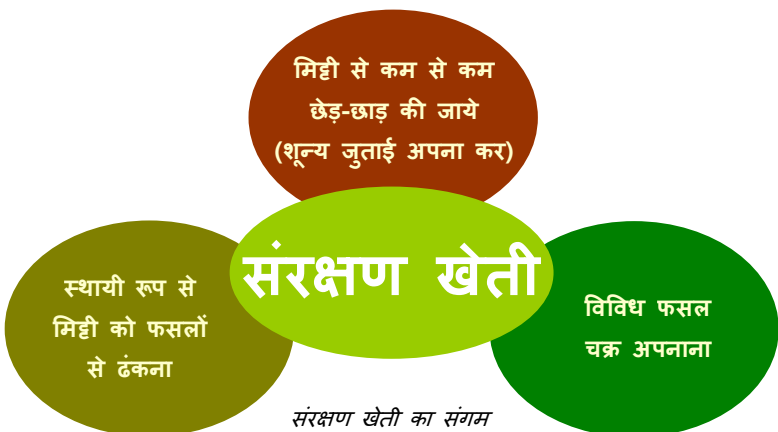 मिट्टी से कम से कम
छेड़-छाड़ की जाये
(शून्य जुताई अपना कर)
संरक्षण खेती
स्थायी रूप से
मिट्टी को फसलों
से ढंकना
विविध फसल
चक्र अपनाना
संरक्षण खेती का संगम